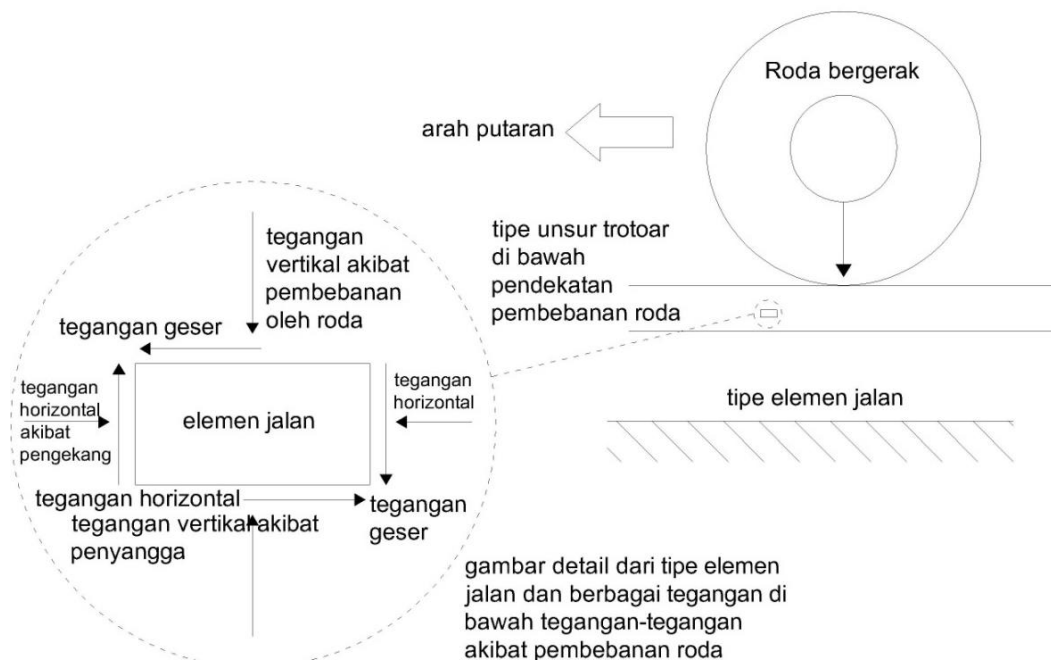 Roda bergerak
arah putaran
tipe unsur trotoar
di bawah
pendekatan
pembebanan roda
tegangan
vertikal akibat
pembebanan
oleh roda
tegangan geser
tegangan
horizontal
akibat
pengekang
elemen jalan
tegangan
horizontal
tipe elemen jalan
tegangan horizontal
tegangan vertikal akibat
penyangga
tegangan
geser
gambar detail dari tipe elemen
jalan dan berbagai tegangan di
bawah tegangan-tegangan
akibat pembebanan roda